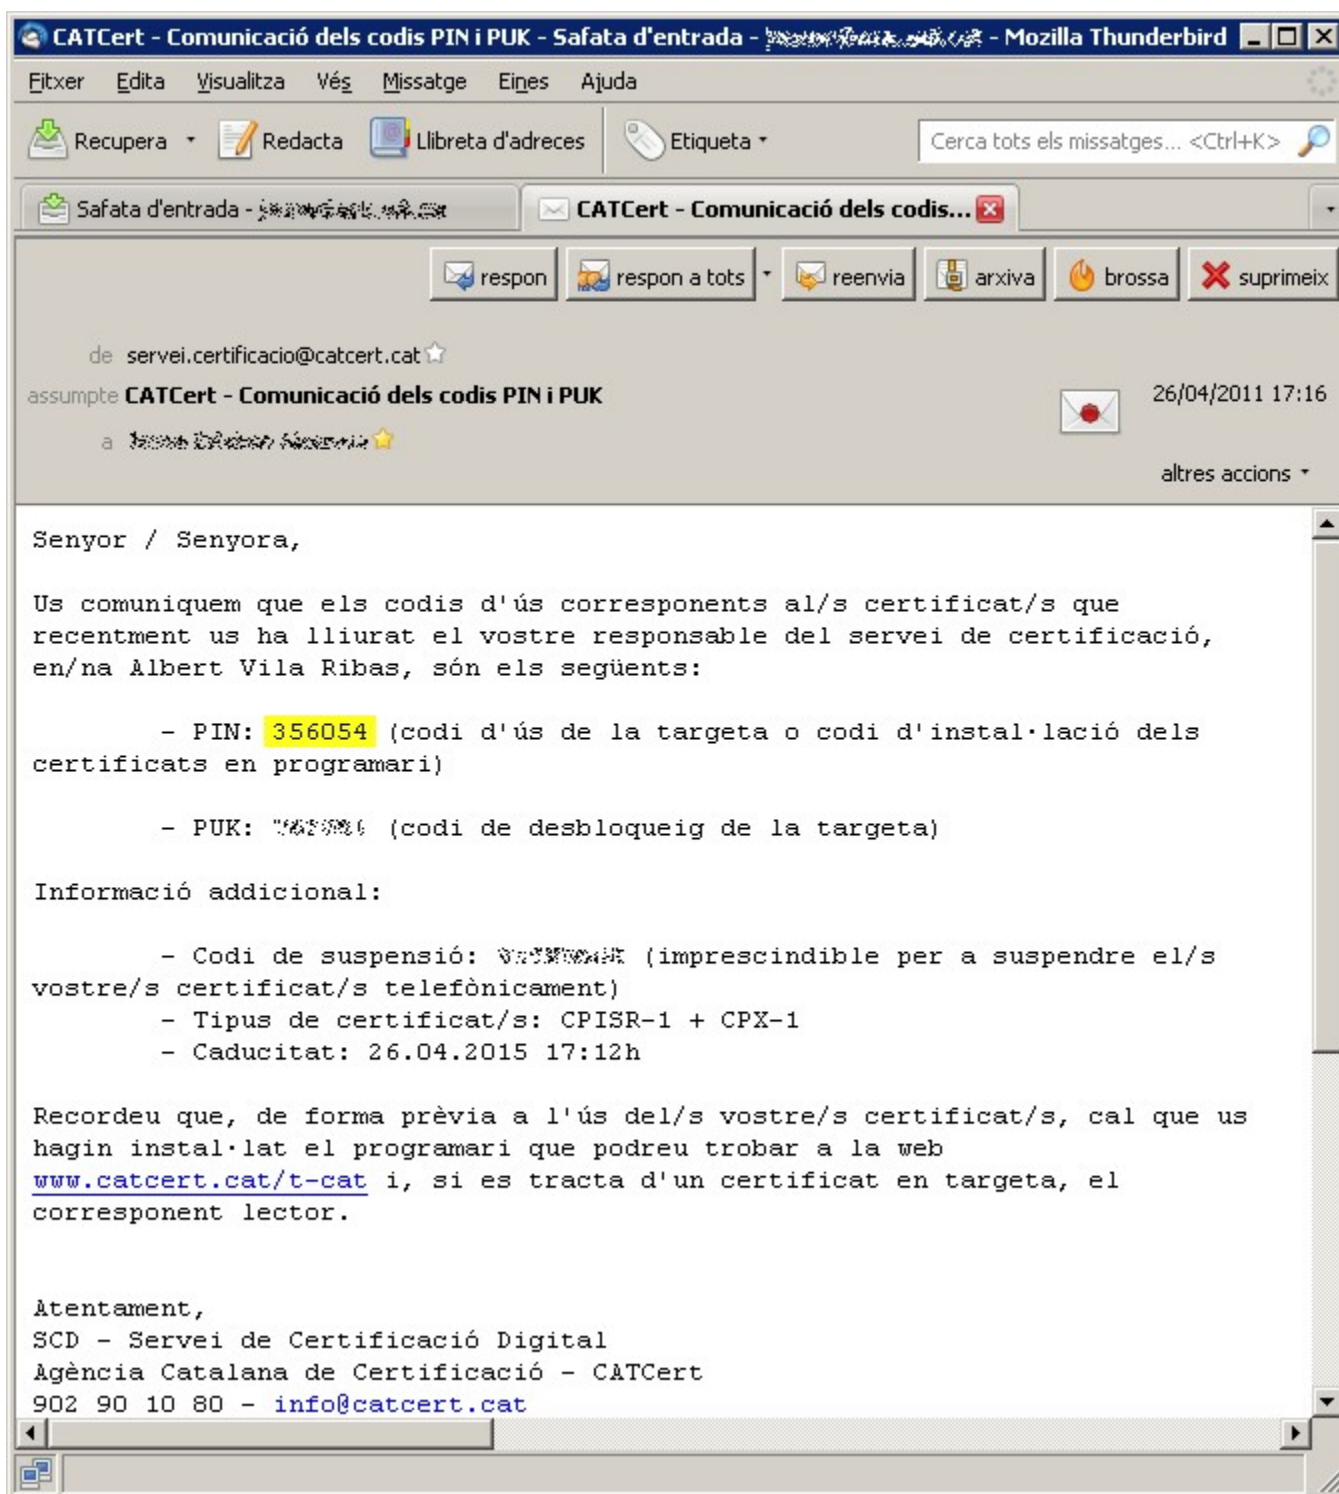 CATCert - Comunicació dels codis PIN i PUK - Safata d'entrada - - Mozilla Thunderbird
Fitxer Edita Visualitza Vés Missatge Eines Ajuda
Recupera Redacta Llibreta d'adreces Etiqueta Cerca tots els missatges... <Ctrl+K>
Safata d'entrada - CATCert - Comunicació dels codis...
respon respon a tots reenvia arxiva brossa suprimeix
de servei.certificacio@catcert.cat
assumpte CATCert - Comunicació dels codis PIN i PUK 26/04/2011 17:16
a
altres accions
Senyor / Senyora,
Us comuniquem que els codis d'ús corresponents al/s certificat/s que
recentment us ha lliurat el vostre responsable del servei de certificació,
en/na Albert Vila Ribas, són els següents:
- PIN: 356054 (codi d'ús de la targeta o codi d'instal·lació dels
certificats en programari)
- PUK: (codi de desbloqueig de la targeta)
Informació addicional:
- Codi de suspensió: (imprescindible per a suspendre el/s
vostre/s certificat/s telefònicament)
- Tipus de certificat/s: CPISR-1 + CPX-1
- Caducitat: 26.04.2015 17:12h
Recordeu que, de forma prèvia a l'ús del/s vostre/s certificat/s, cal que us
hagin instal·lat el programari que podreu trobar a la web
www.catcert.cat/t-cat i, si es tracta d'un certificat en targeta, el
corresponent lector.
Atentament,
SCD - Servei de Certificació Digital
Agència Catalana de Certificació - CATCert
902 90 10 80 - info@catcert.cat